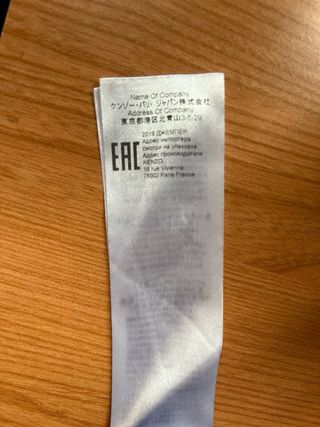 Name Of Company
ケンゾー・パリ・ジャパン株式会社
Address Of Company
東京都港区北青山3-5-29
EAC
2019 ДЖЕМПЕР
Адрес импортера
смотри на упаковке
Адрес производителя
KENZO
18 rue Vivienne
75002 Paris France